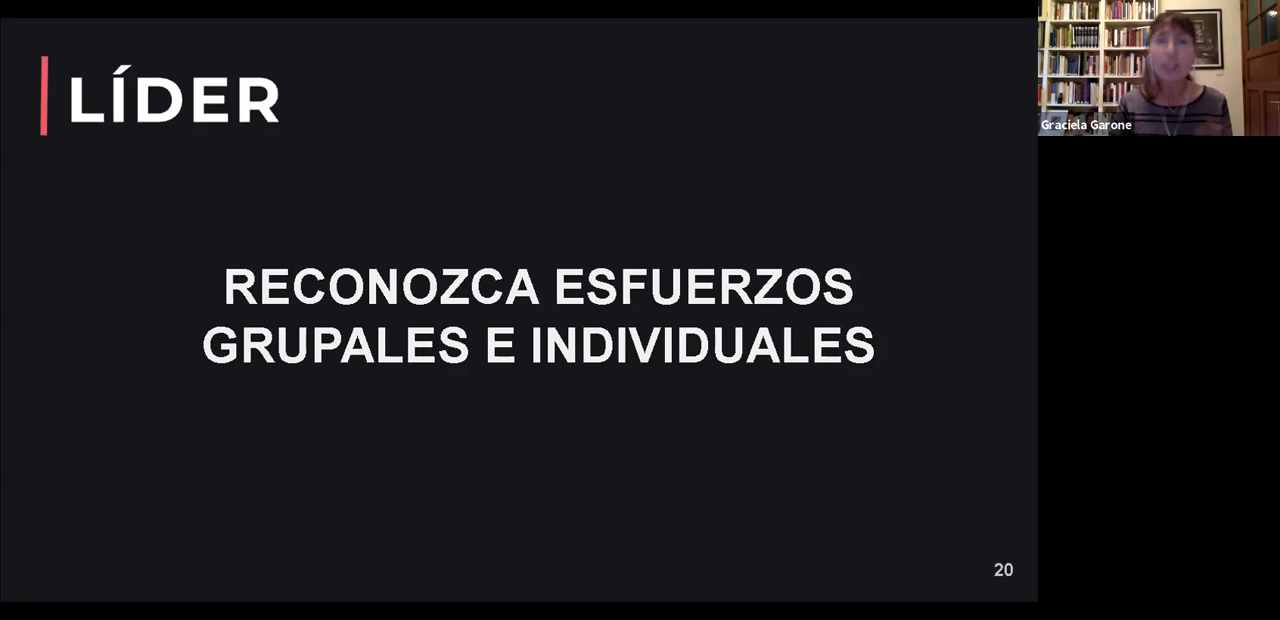 LÍDER
RECONOZCA ESFUERZOS
GRUPALES E INDIVIDUALES
20
Graciela Garone